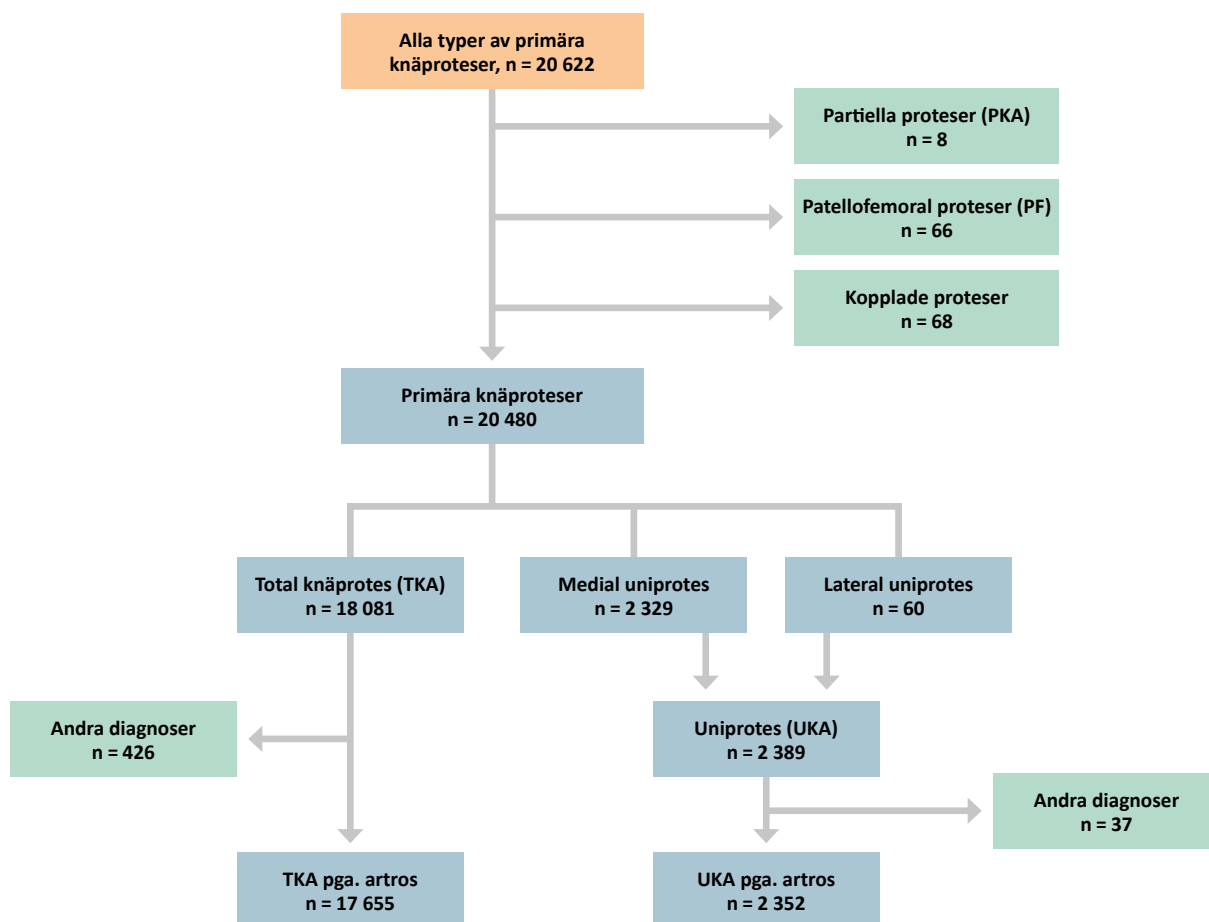 Alla typer av primära
knäproteser, n = 20 622
Partiella proteser (PKA)
n = 8
Patellofemoral proteser (PF)
n = 66
Kopplade proteser
n = 68
Primära knäproteser
n = 20 480
Total knäprotes (TKA)
n = 18 081
Medial uniprotes
n = 2 329
Lateral uniprotes
n = 60
Andra diagnoser
n = 426
Uniprotes (UKA)
n = 2 389
Andra diagnoser
n = 37
TKA pga. artros
n = 17 655
UKA pga. artros
n = 2 352